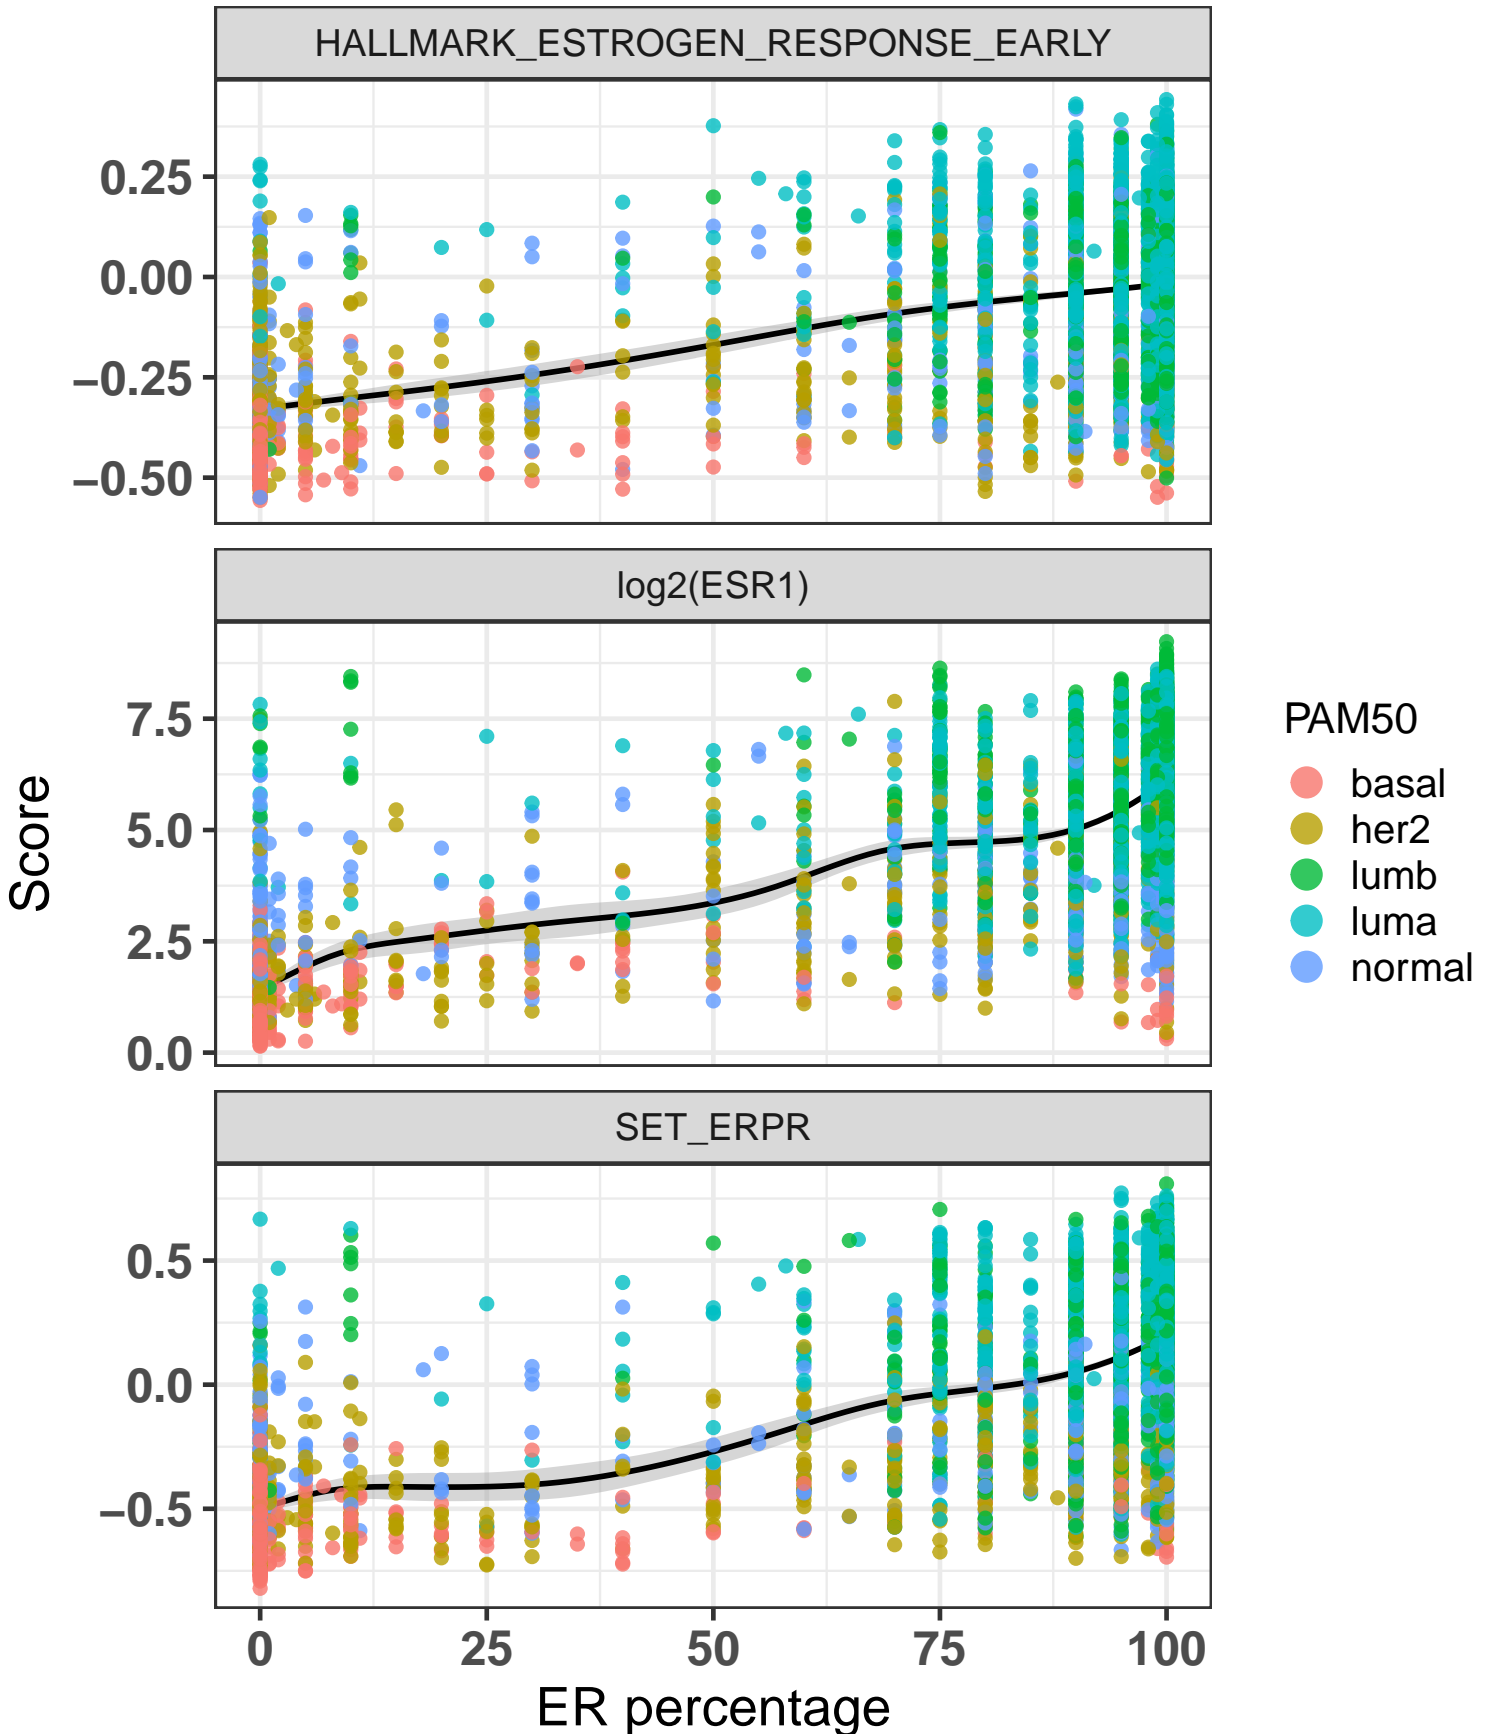 HALLMARK_ESTROGEN_RESPONSE_EARLY
0.25
0.00
−0.25
−0.50
log2(ESR1)
7.5
5.0
2.5
0.0
Score
PAM50
basal
her2
lumb
luma
normal
SET_ERPR
0.5
0.0
−0.5
0 25 50 75 100
ER percentage